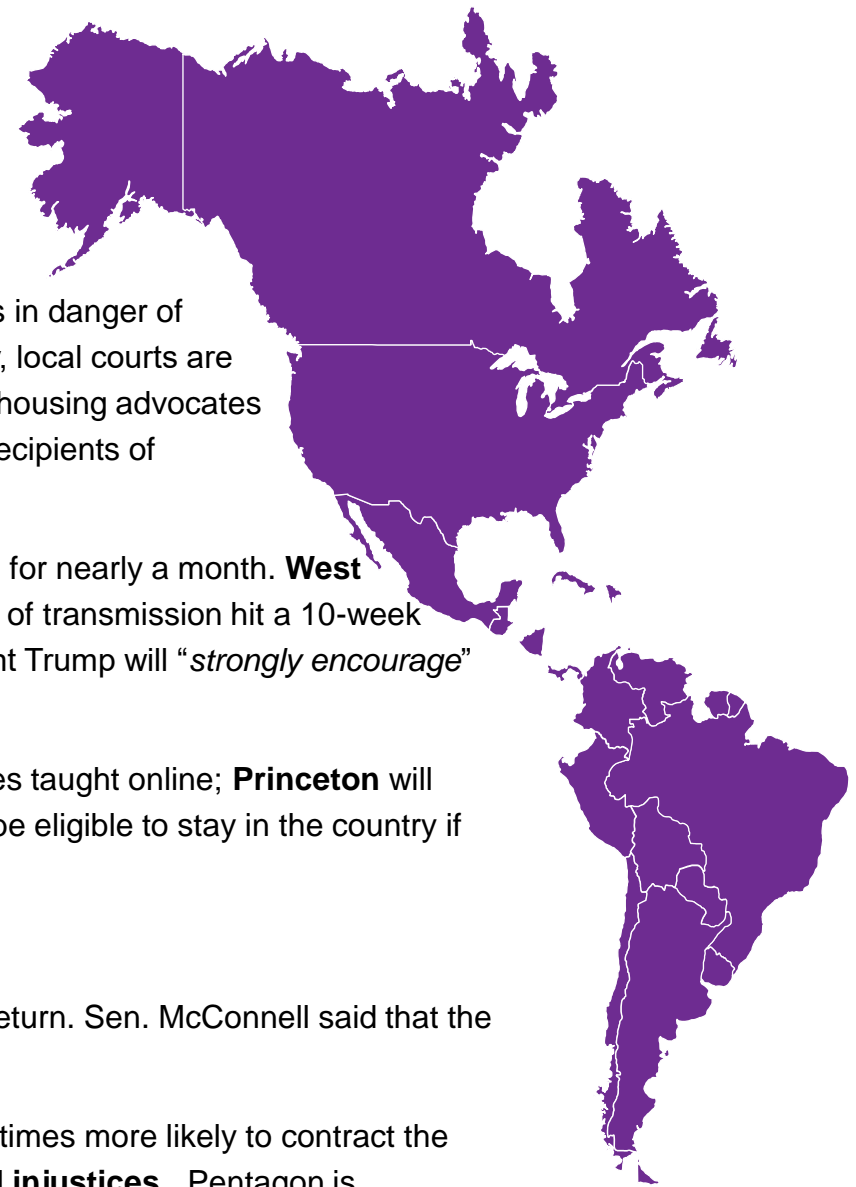 s in danger of
, local courts are
housing advocates
ecipients of
for nearly a month. West
of transmission hit a 10-week
nt Trump will “strongly encourage”
es taught online; Princeton will
be eligible to stay in the country if
eturn. Sen. McConnell said that the
times more likely to contract the
injustices. Pentagon is